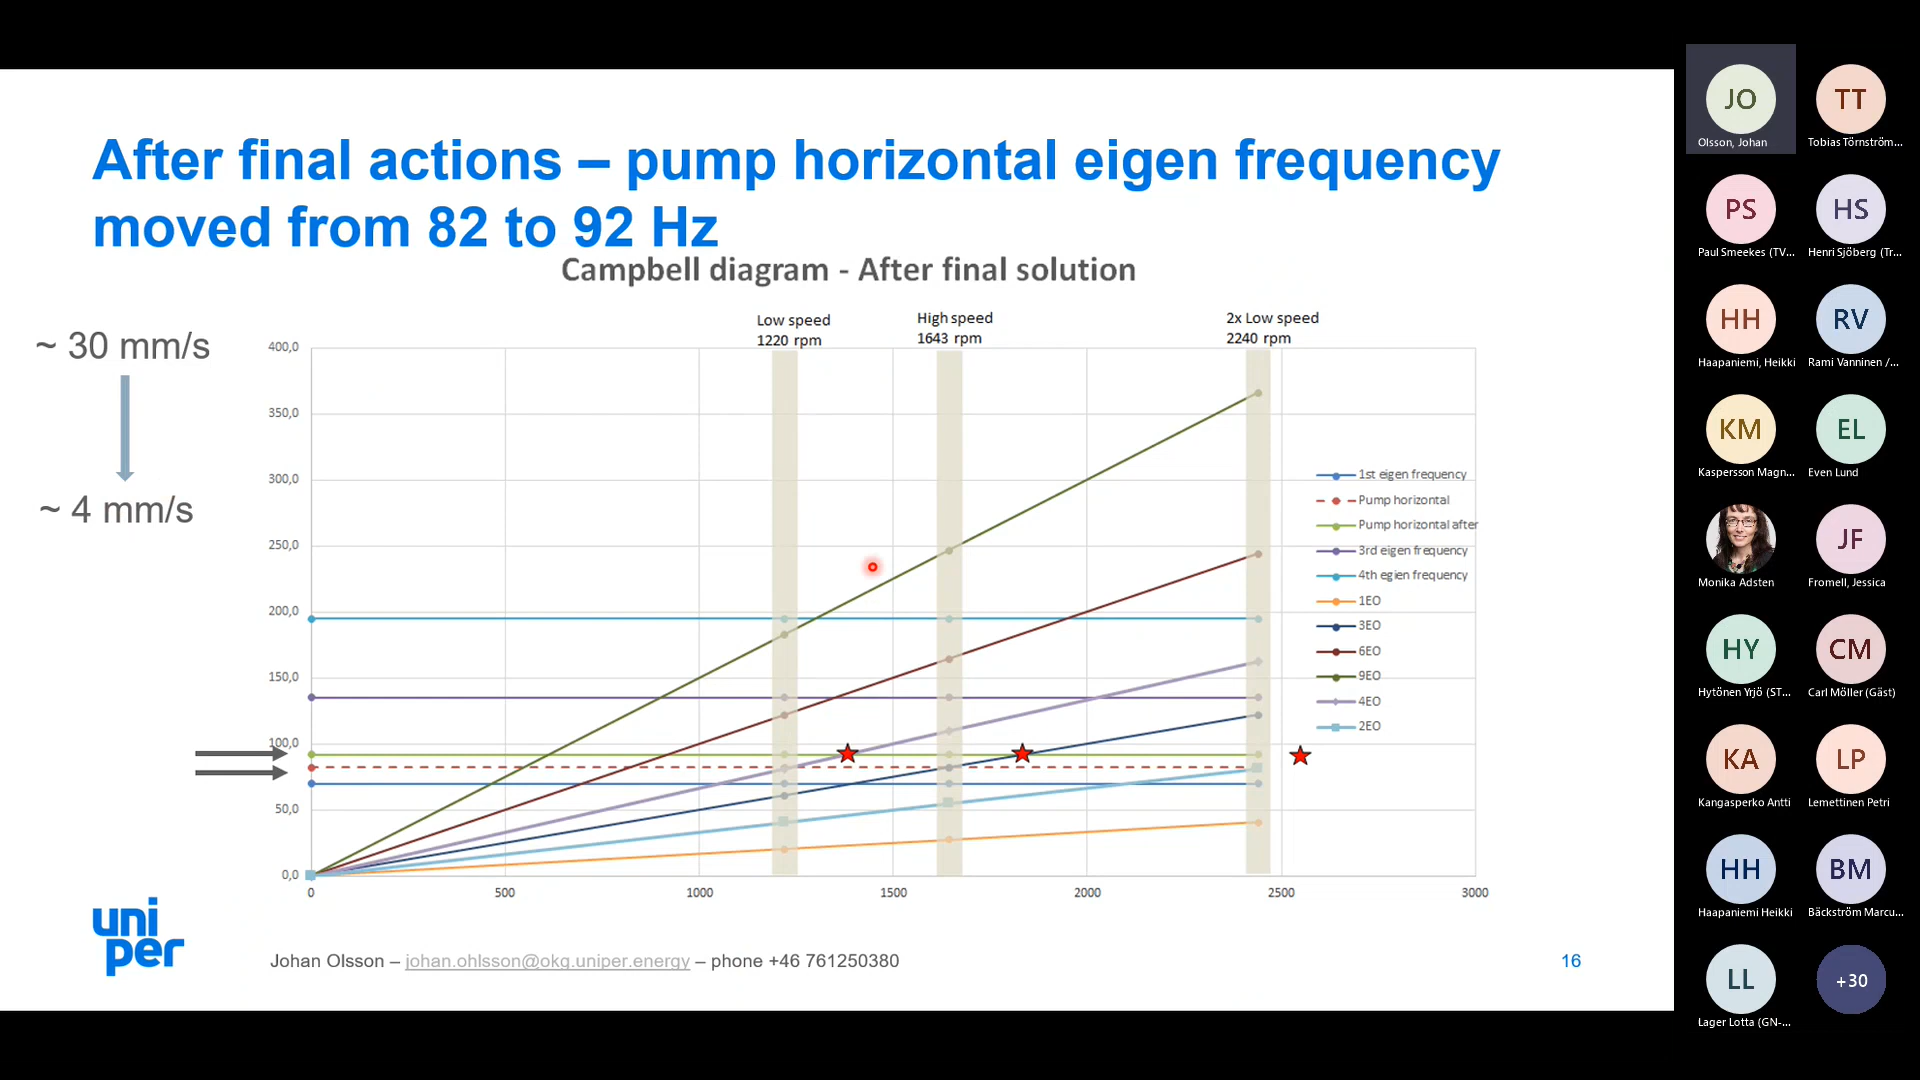 After final actions – pump horizontal eigen frequency
moved from 82 to 92 Hz
Campbell diagram - After final solution
~ 30 mm/s
~ 4 mm/s
Low speed
1220 rpm
High speed
1643 rpm
2x Low speed
2240 rpm
400,0
350,0
300,0
250,0
200,0
150,0
100,0
50,0
0,0
0
500
1000
1500
2000
2500
3000
1st eigen frequency
Pump horizontal
Pump horizontal after
3rd eigen frequency
4th egien frequency
1EO
3EO
6EO
9EO
4EO
2EO
uni
per
Johan Olsson – johan.ohlsson@okg.uniper.energy – phone +46 761250380
16
JO
Olsson, Johan
TT
Tobias Törnström...
PS
Paul Smeekes (TV...
HS
Henri Sjöberg (Tr...
HH
Haapaniemi, Heikki
RV
Rami Vanninen /...
KM
Kaspersson Magn...
EL
Even Lund
Monika Adsten
JF
Fromell, Jessica
HY
Hytönen Yrjö (ST...
CM
Carl Möller (Gäst)
KA
Kangasperko Antti
LP
Lemettinen Petri
HH
Haapaniemi Heikki
BM
Bäckström Marcu...
LL
Lager Lotta (GN-...
+30